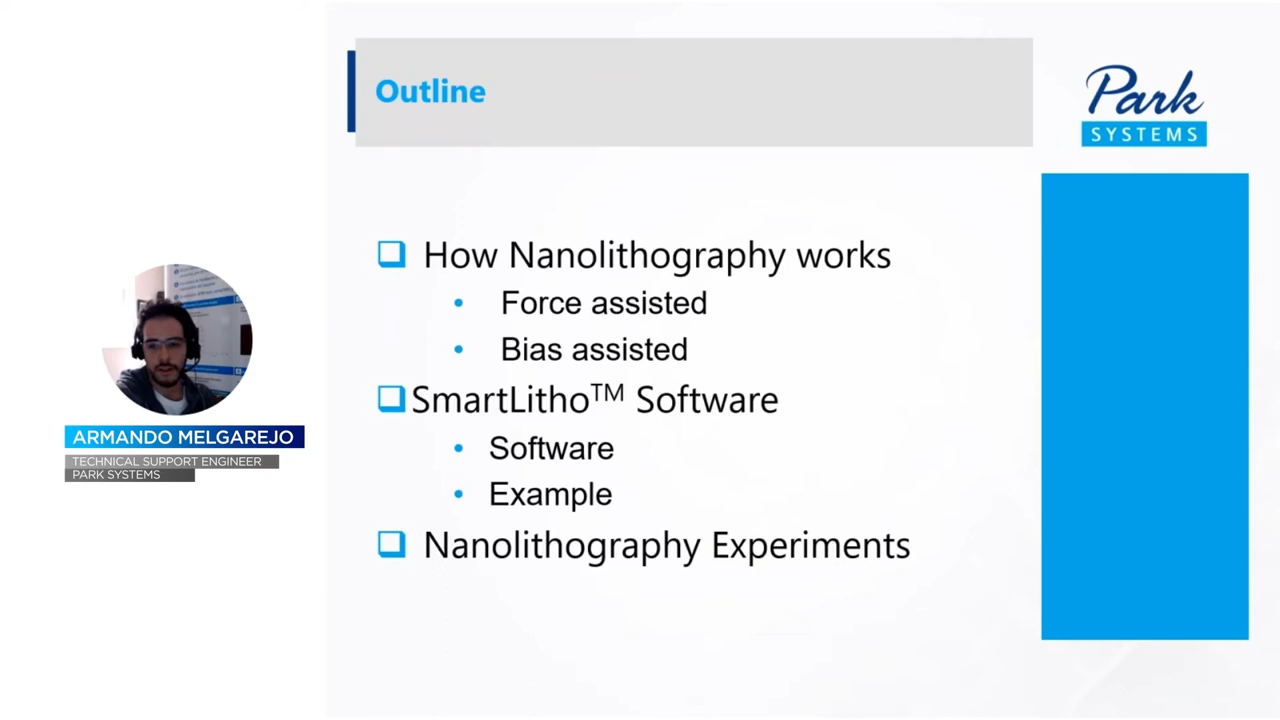 Outline
Park
SYSTEMS
How Nanolithography works
• Force assisted
• Bias assisted
SmartLitho™ Software
• Software
• Example
Nanolithography Experiments
ARMANDO MELGAREJO
TECHNICAL SUPPORT ENGINEER
PARK SYSTEMS